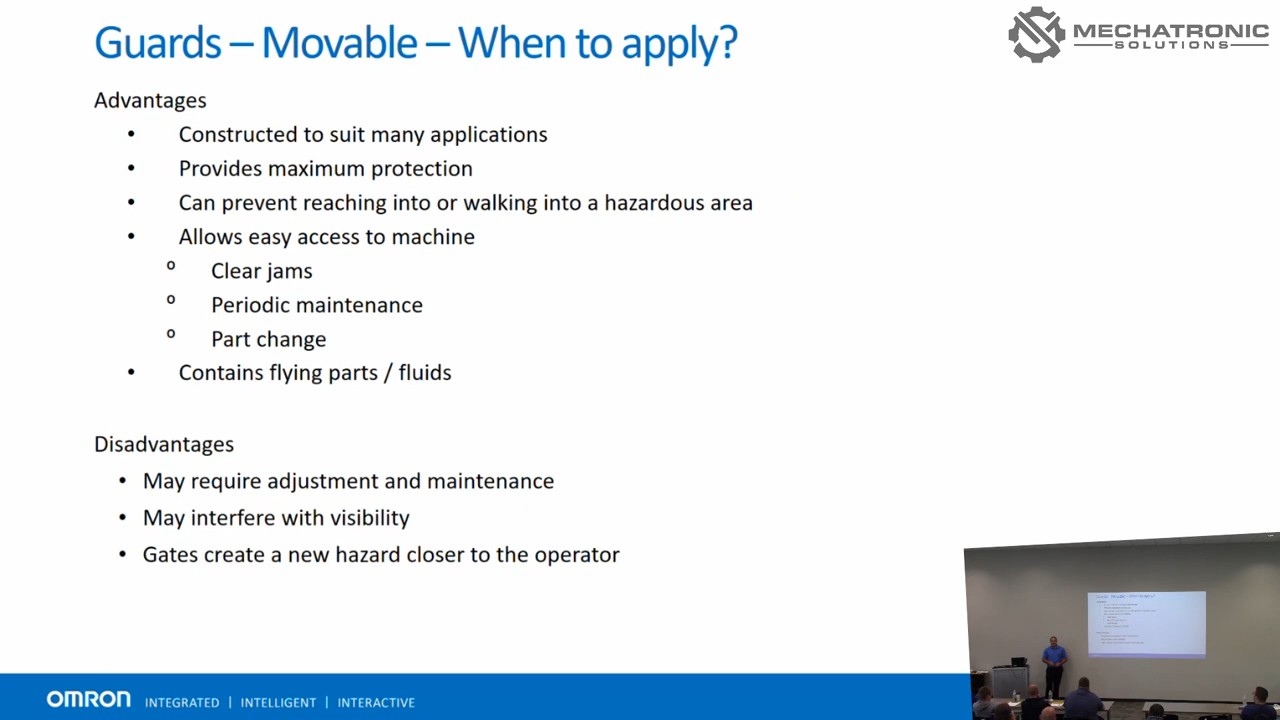 Guards – Movable – When to apply?
MECHATRONIC
SOLUTIONS
Advantages
• Constructed to suit many applications
• Provides maximum protection
• Can prevent reaching into or walking into a hazardous area
• Allows easy access to machine
o Clear jams
o Periodic maintenance
o Part change
• Contains flying parts / fluids
Disadvantages
• May require adjustment and maintenance
• May interfere with visibility
• Gates create a new hazard closer to the operator
OMRON INTEGRATED | INTELLIGENT | INTERACTIVE